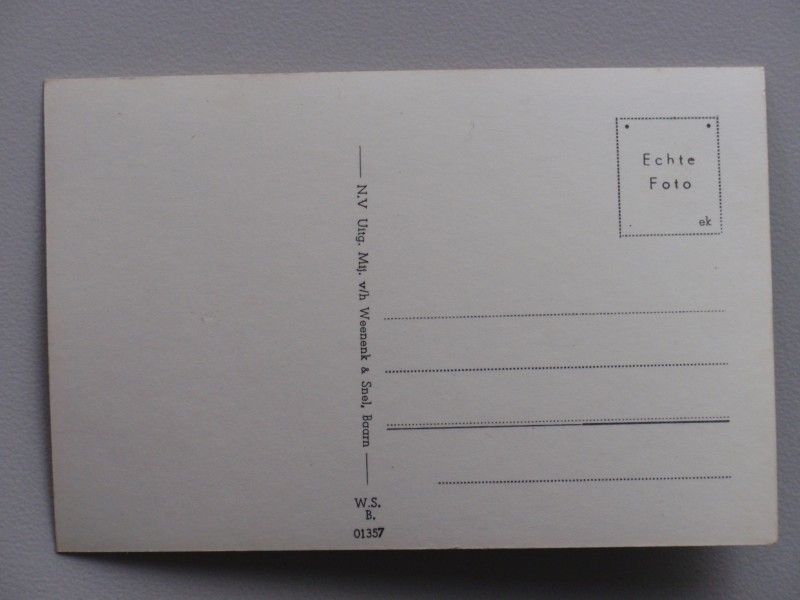 N.V Uitg. Mij. v/h Weenenk & Snel, Baarn
W.S.
B.
01357
Echte
Foto
ek